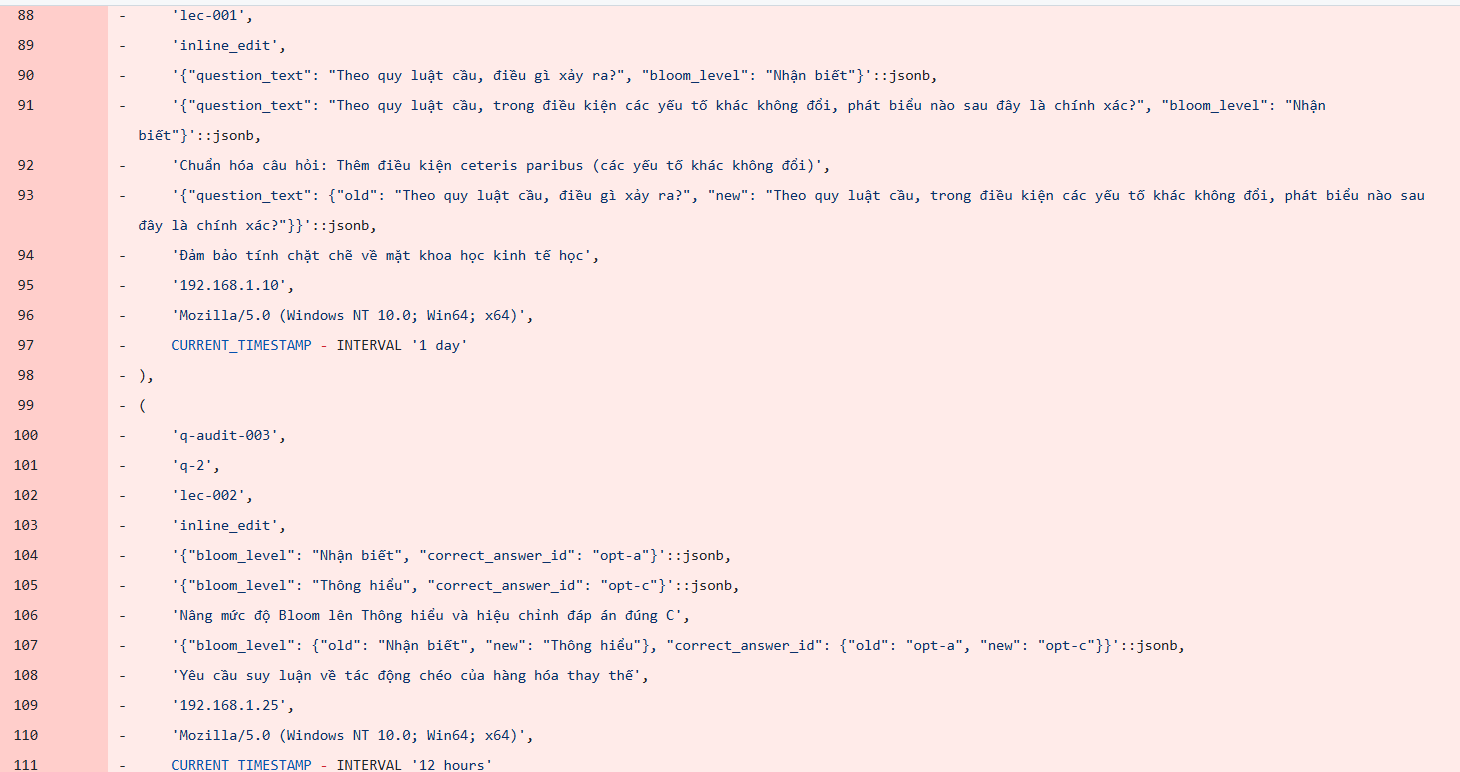 88 - 'lec-001',
89 - 'inline_edit',
90 - '{"question_text": "Theo quy luật cầu, điều gì xảy ra?", "bloom_level": "Nhận biết"}'::jsonb,
91 - '{"question_text": "Theo quy luật cầu, trong điều kiện các yếu tố khác không đổi, phát biểu nào sau đây là chính xác?", "bloom_level": "Nhận
biết"}'::jsonb,
92 - 'Chuẩn hóa câu hỏi: Thêm điều kiện ceteris paribus (các yếu tố khác không đổi)',
93 - '{"question_text": {"old": "Theo quy luật cầu, điều gì xảy ra?", "new": "Theo quy luật cầu, trong điều kiện các yếu tố khác không đổi, phát biểu nào sau
đây là chính xác?"}}'::jsonb,
94 - 'Đảm bảo tính chặt chẽ về mặt khoa học kinh tế học',
95 - '192.168.1.10',
96 - 'Mozilla/5.0 (Windows NT 10.0; Win64; x64)',
97 - CURRENT_TIMESTAMP - INTERVAL '1 day'
98 - ),
99 - (
100 - 'q-audit-003',
101 - 'q-2',
102 - 'lec-002',
103 - 'inline_edit',
104 - '{"bloom_level": "Nhận biết", "correct_answer_id": "opt-a"}'::jsonb,
105 - '{"bloom_level": "Thông hiểu", "correct_answer_id": "opt-c"}'::jsonb,
106 - 'Nâng mức độ Bloom lên Thông hiểu và hiệu chỉnh đáp án đúng C',
107 - '{"bloom_level": {"old": "Nhận biết", "new": "Thông hiểu"}, "correct_answer_id": {"old": "opt-a", "new": "opt-c"}}'::jsonb,
108 - 'Yêu cầu suy luận về tác động chéo của hàng hóa thay thế',
109 - '192.168.1.25',
110 - 'Mozilla/5.0 (Windows NT 10.0; Win64; x64)',
111 - CURRENT_TIMESTAMP - INTERVAL '12 hours'